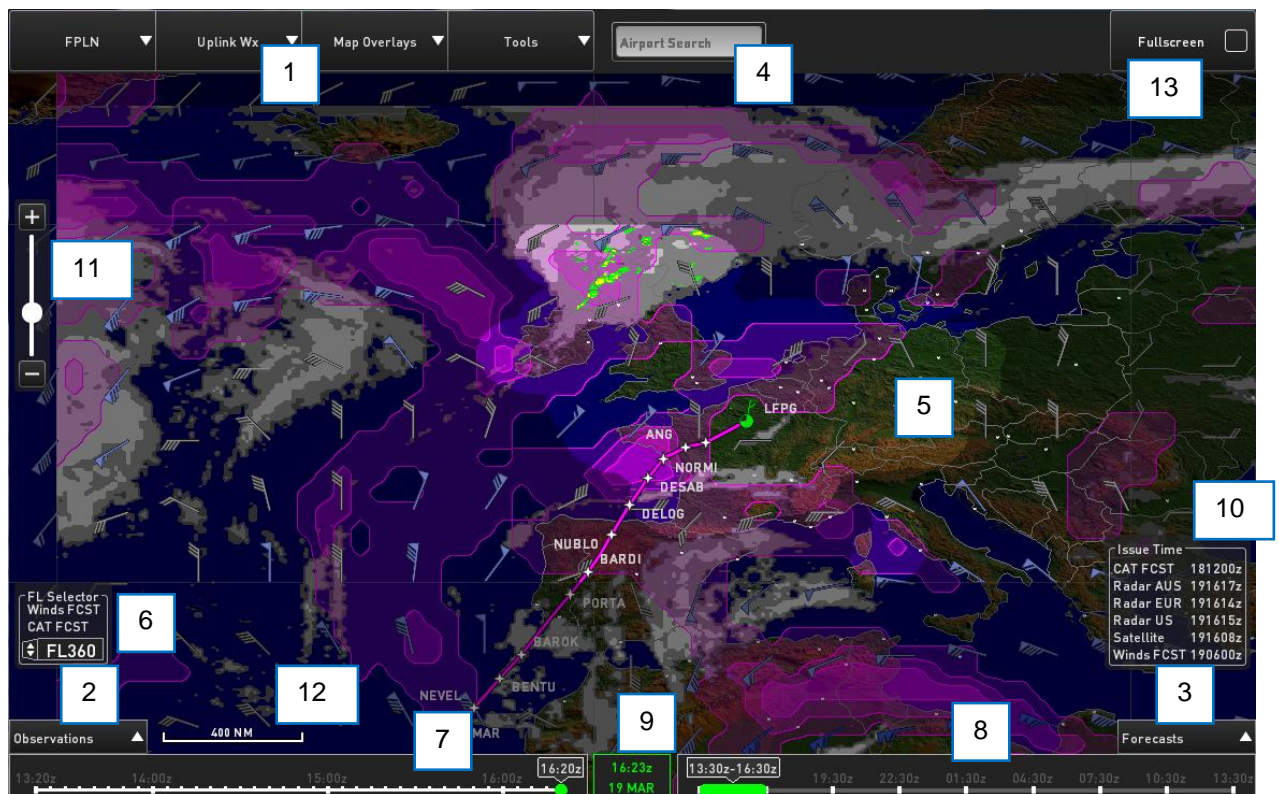 FPLN
Uplink Wx
Map Overlays
Tools
Airport Search
Fullscreen
1
4
13
11
5
LFPG
ANG
NORMI
DESAB
DELOG
NUBLO
BARDI
PORTA
BAROK
BENTU
NEVEL
MAR
10
Issue Time
CAT FCST 181200z
Radar AUS 191617z
Radar EUR 191614z
Radar US 191615z
Satellite 191608z
Winds FCST 190600z
FL Selector
Winds FCST
CAT FCST
FL360
6
2
12
7
9
8
3
Observations
400 NM
Forecasts
13:20z
14:00z
15:00z
16:00z
16:20z
16:23z
19 MAR
13:30z-16:30z
19:30z
22:30z
01:30z
04:30z
07:30z
10:30z
13:30z